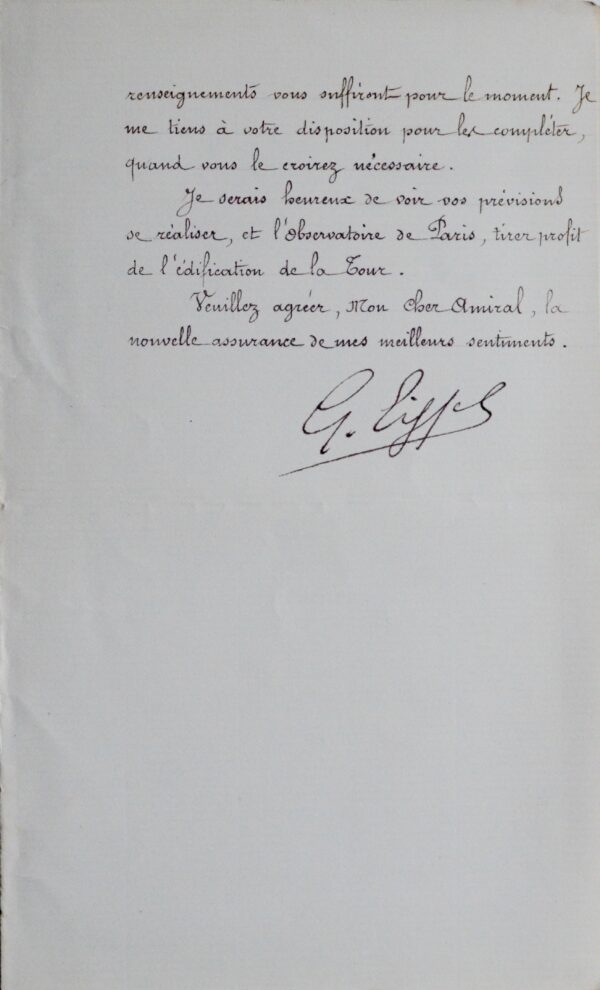 renseignements vous suffiront pour le moment. Je
me tiens à votre disposition pour les compléter,
quand vous le croirez nécessaire.
Je serais heureux de voir vos prévisions
se réaliser, et l'Observatoire de Paris, tirer profit
de l'édification de la Tour.
Veuillez agréer, Mon Cher Amiral, la
nouvelle assurance de mes meilleurs sentiments.
G. Eiffel